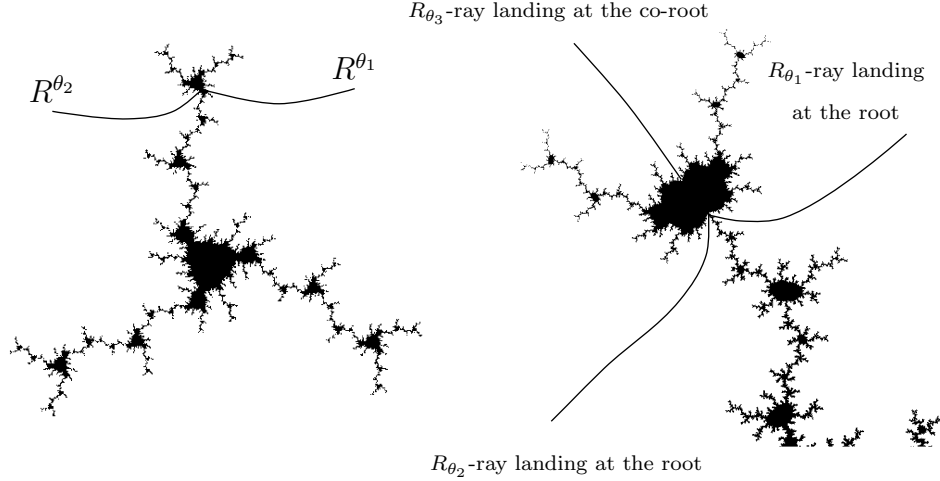 R_{θ_3}-ray landing at the co-root
R^{θ_2}
R^{θ_1}
R_{θ_1}-ray landing
at the root
R_{θ_2}-ray landing at the root